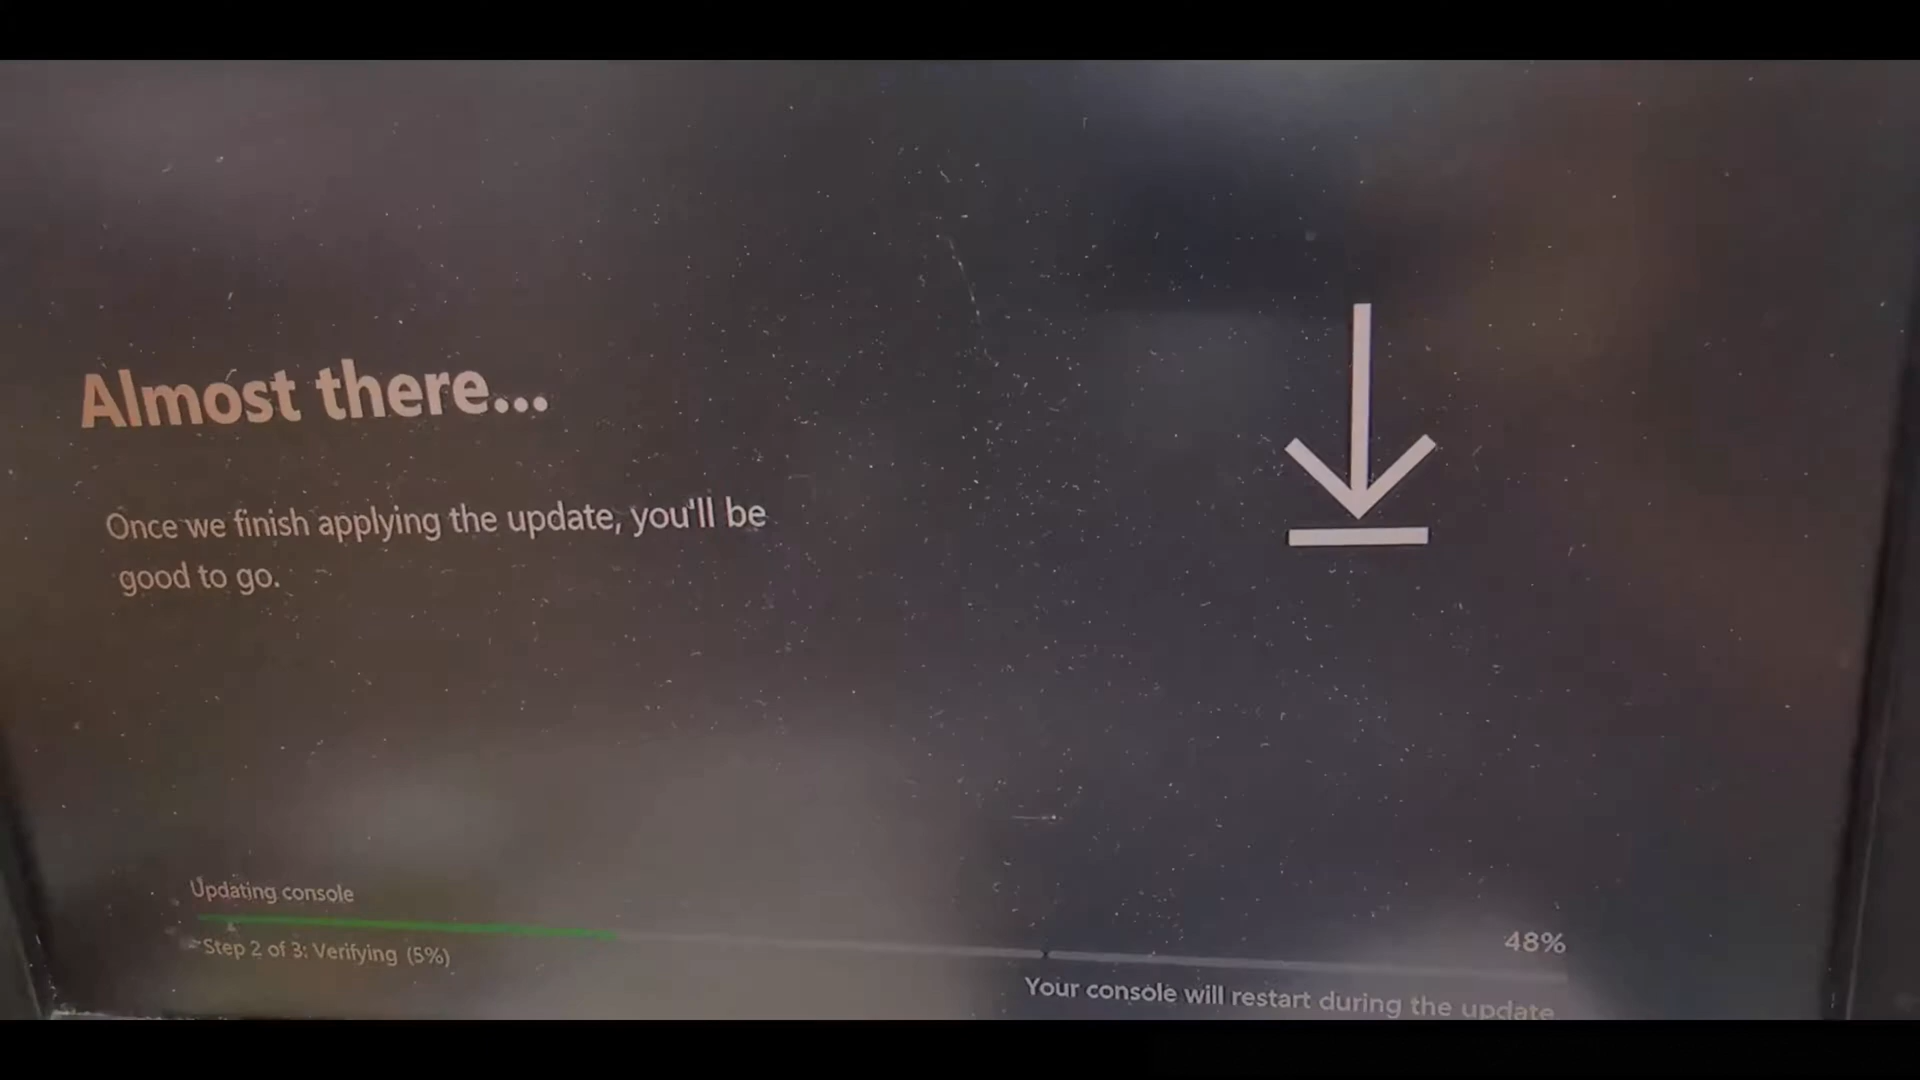 Almost there...
Once we finish applying the update, you'll be
good to go.
Updating console
48%
Step 2 of 3: Verifying (5%)
Your console will restart during the update.